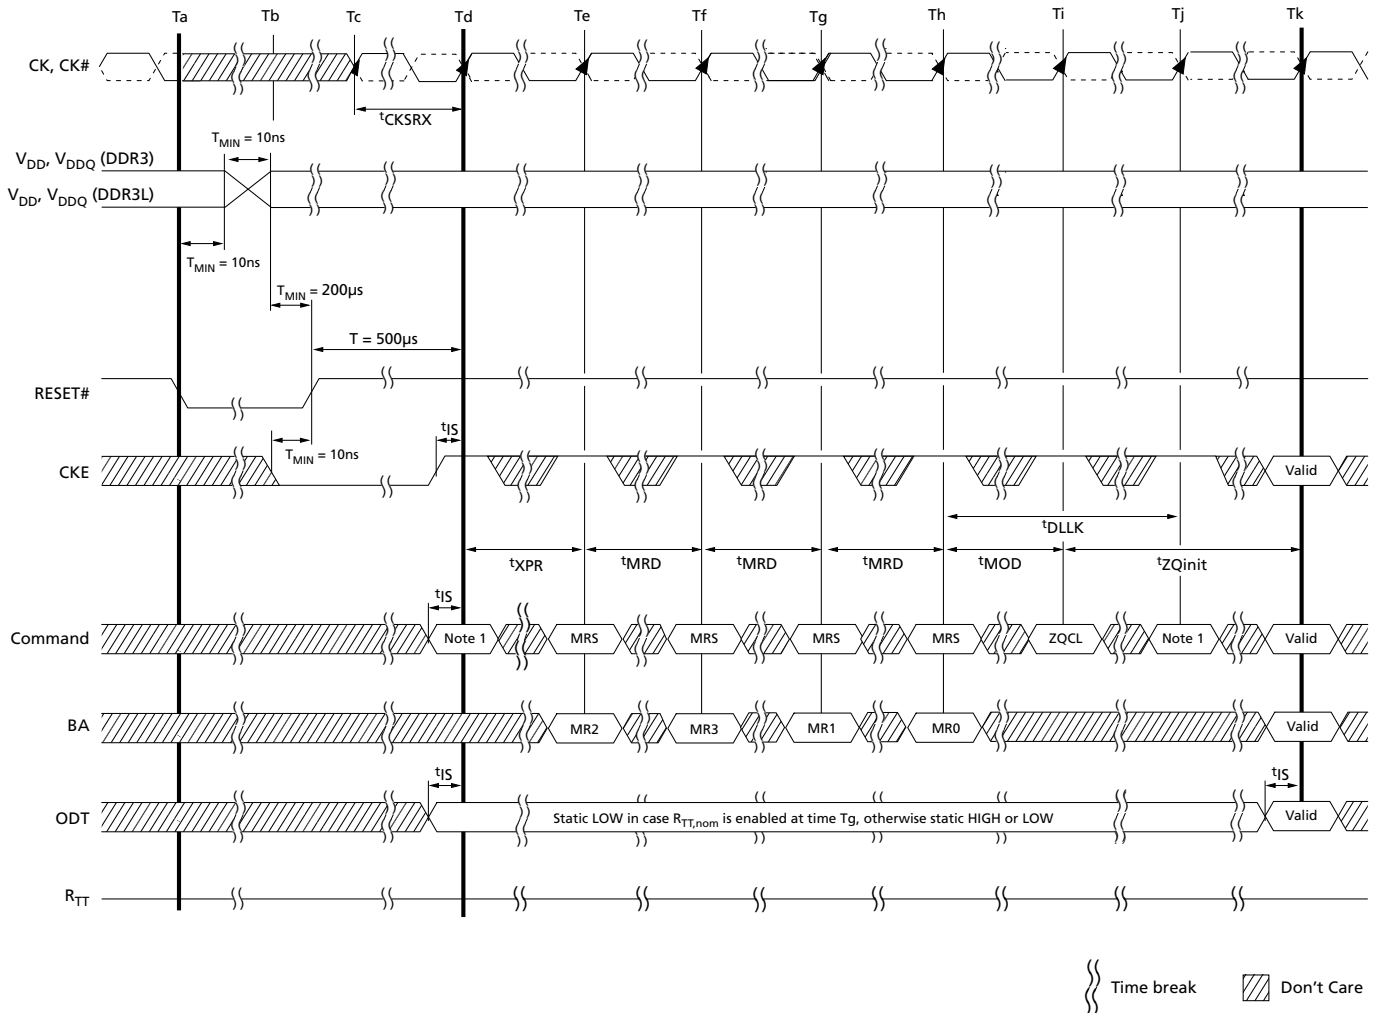 Ta Tb Tc Td Te Tf Tg Th Ti Tj Tk
CK, CK#
tCKSRX
TMIN = 10ns
VDD, VDDQ (DDR3)
VDD, VDDQ (DDR3L)
TMIN = 10ns
TMIN = 200µs
T = 500µs
RESET#
tIS
TMIN = 10ns
CKE
Valid
tDLLK
tXPR tMRD tMRD tMRD tMOD tZQinit
tIS
Command Note 1 MRS MRS MRS MRS ZQCL Note 1 Valid
BA MR2 MR3 MR1 MR0 Valid
tIS tIS
ODT Static LOW in case RTT,nom is enabled at time Tg, otherwise static HIGH or LOW Valid
RTT
Time break Don't Care